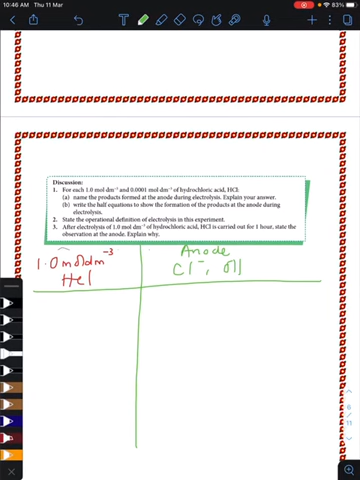 10:46 AM Thu 11 Mar
83%
Discussion:
1. For each 1.0 mol dm⁻³ and 0.0001 mol dm⁻³ of hydrochloric acid, HCl:
(a) name the products formed at the anode during electrolysis. Explain your answer.
(b) write the half equations to show the formation of the products at the anode during
electrolysis.
2. State the operational definition of electrolysis in this experiment.
3. After electrolysis of 1.0 mol dm⁻³ of hydrochloric acid, HCl is carried out for 1 hour, state the
observation at the anode. Explain why.
1.0 mol dm⁻³
HCl
Anode
Cl⁻, OH
6
11